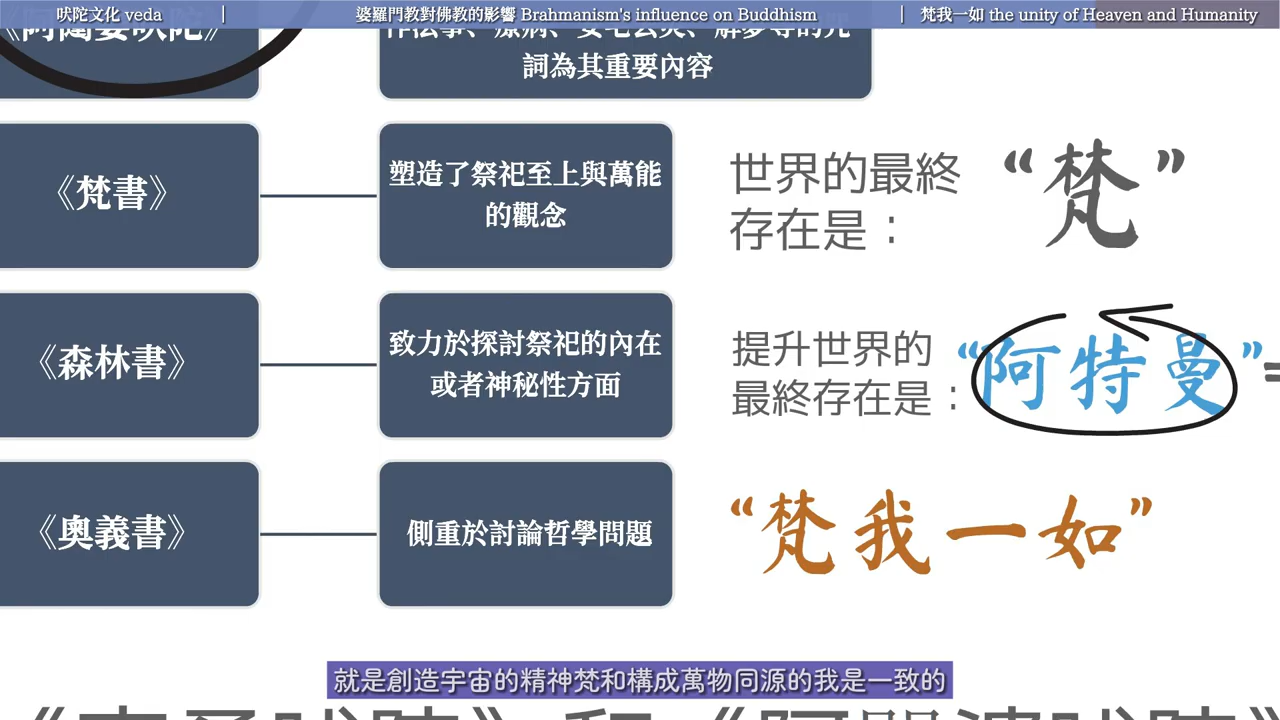 吠陀文化 veda | 婆羅門教對佛教的影響 Brahmanism's influence on Buddhism | 梵我一如 the unity of Heaven and Humanity
詞為其重要內容
《梵書》
塑造了祭祀至上與萬能
的觀念
世界的最終
存在是：
“梵”
《森林書》
致力於探討祭祀的內在
或者神秘性方面
提升世界的
最終存在是：
“阿特曼” =
《奧義書》
側重於討論哲學問題
“梵我一如”
就是創造宇宙的精神梵和構成萬物同源的我是一致的